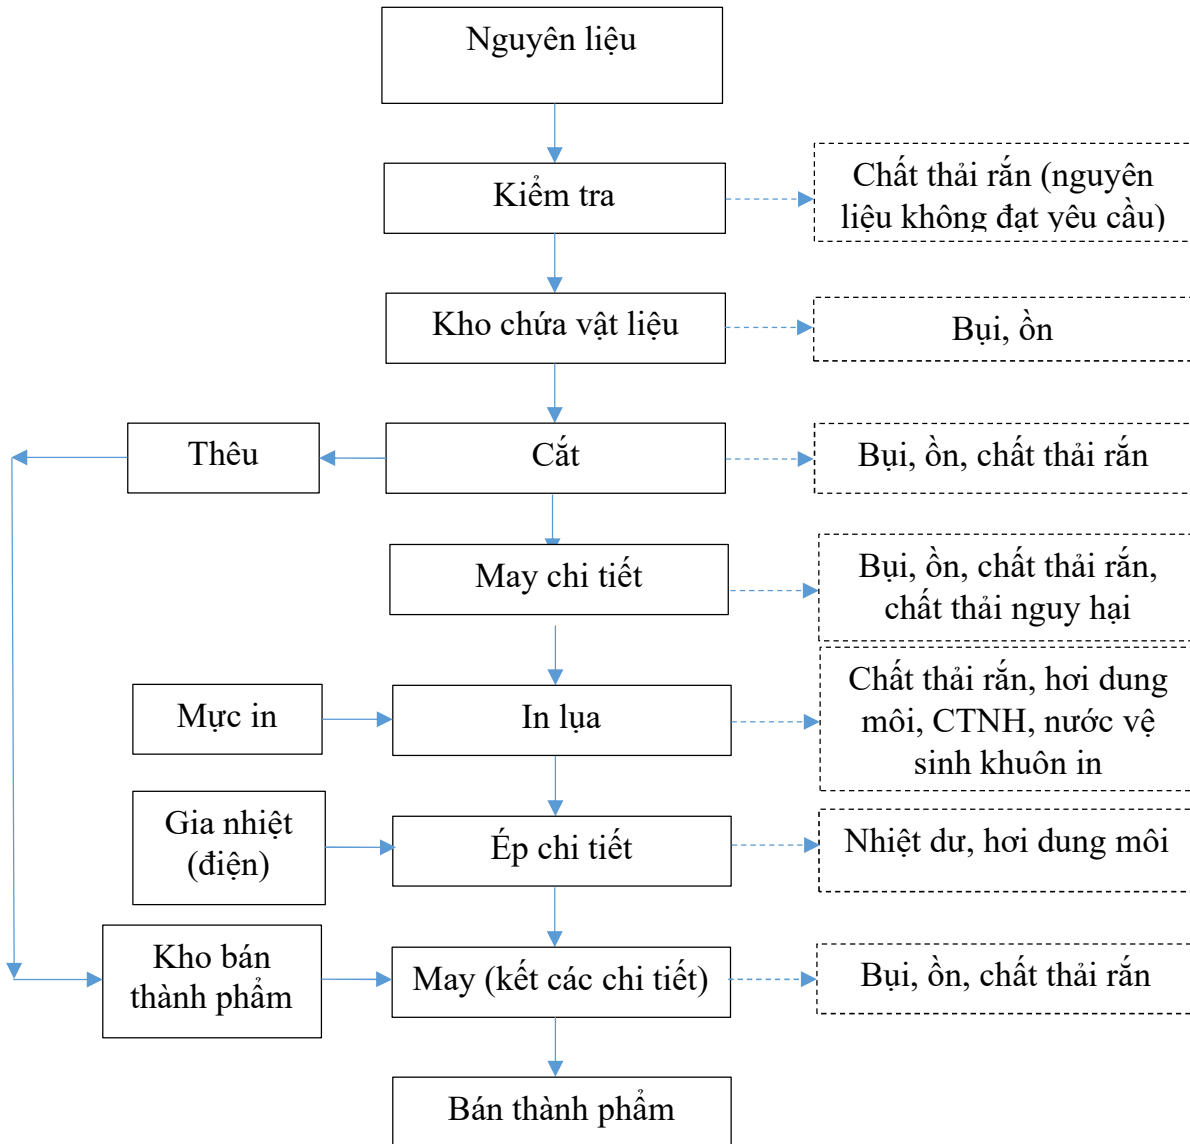 Nguyên liệu
Kiểm tra
Chất thải rắn (nguyên
liệu không đạt yêu cầu)
Kho chứa vật liệu
Bụi, ồn
Thêu
Cắt
Bụi, ồn, chất thải rắn
May chi tiết
Bụi, ồn, chất thải rắn,
chất thải nguy hại
Mực in
In lụa
Chất thải rắn, hơi dung
môi, CTNH, nước vệ
sinh khuôn in
Gia nhiệt
(điện)
Ép chi tiết
Nhiệt dư, hơi dung môi
Kho bán
thành phẩm
May (kết các chi tiết)
Bụi, ồn, chất thải rắn
Bán thành phẩm